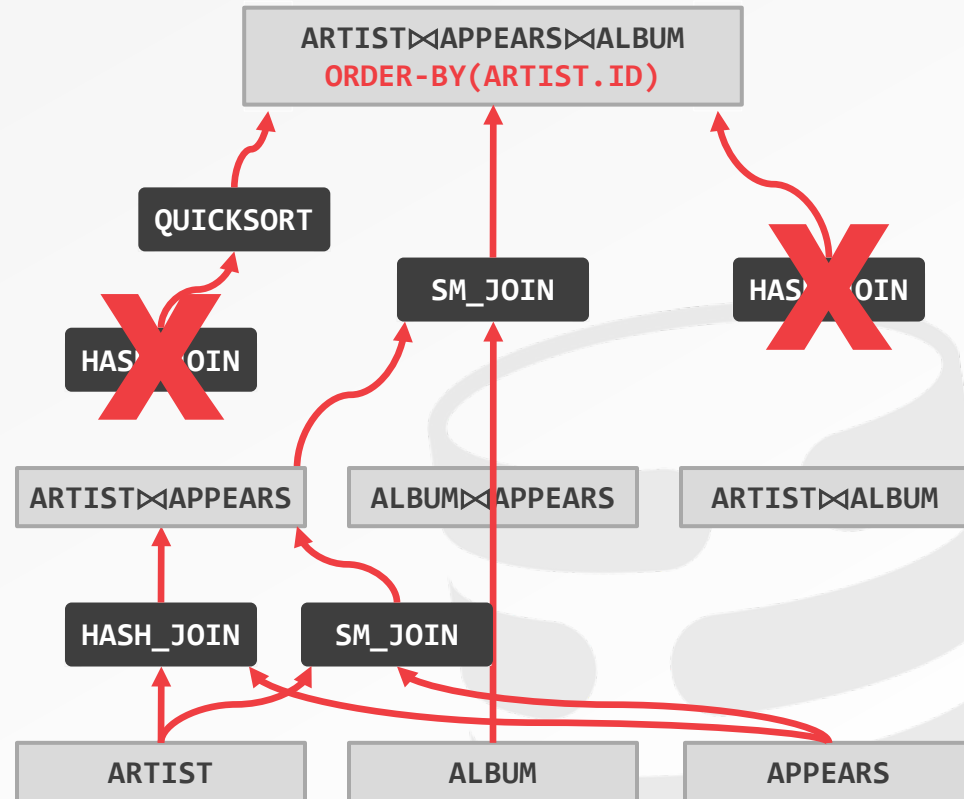 ARTIST⋈APPEARS⋈ALBUM
ORDER-BY(ARTIST.ID)
QUICKSORT
SM_JOIN
ARTIST⋈APPEARS
ALBUM⋈APPEARS
ARTIST⋈ALBUM
HASH_JOIN
SM_JOIN
ARTIST
ALBUM
APPEARS